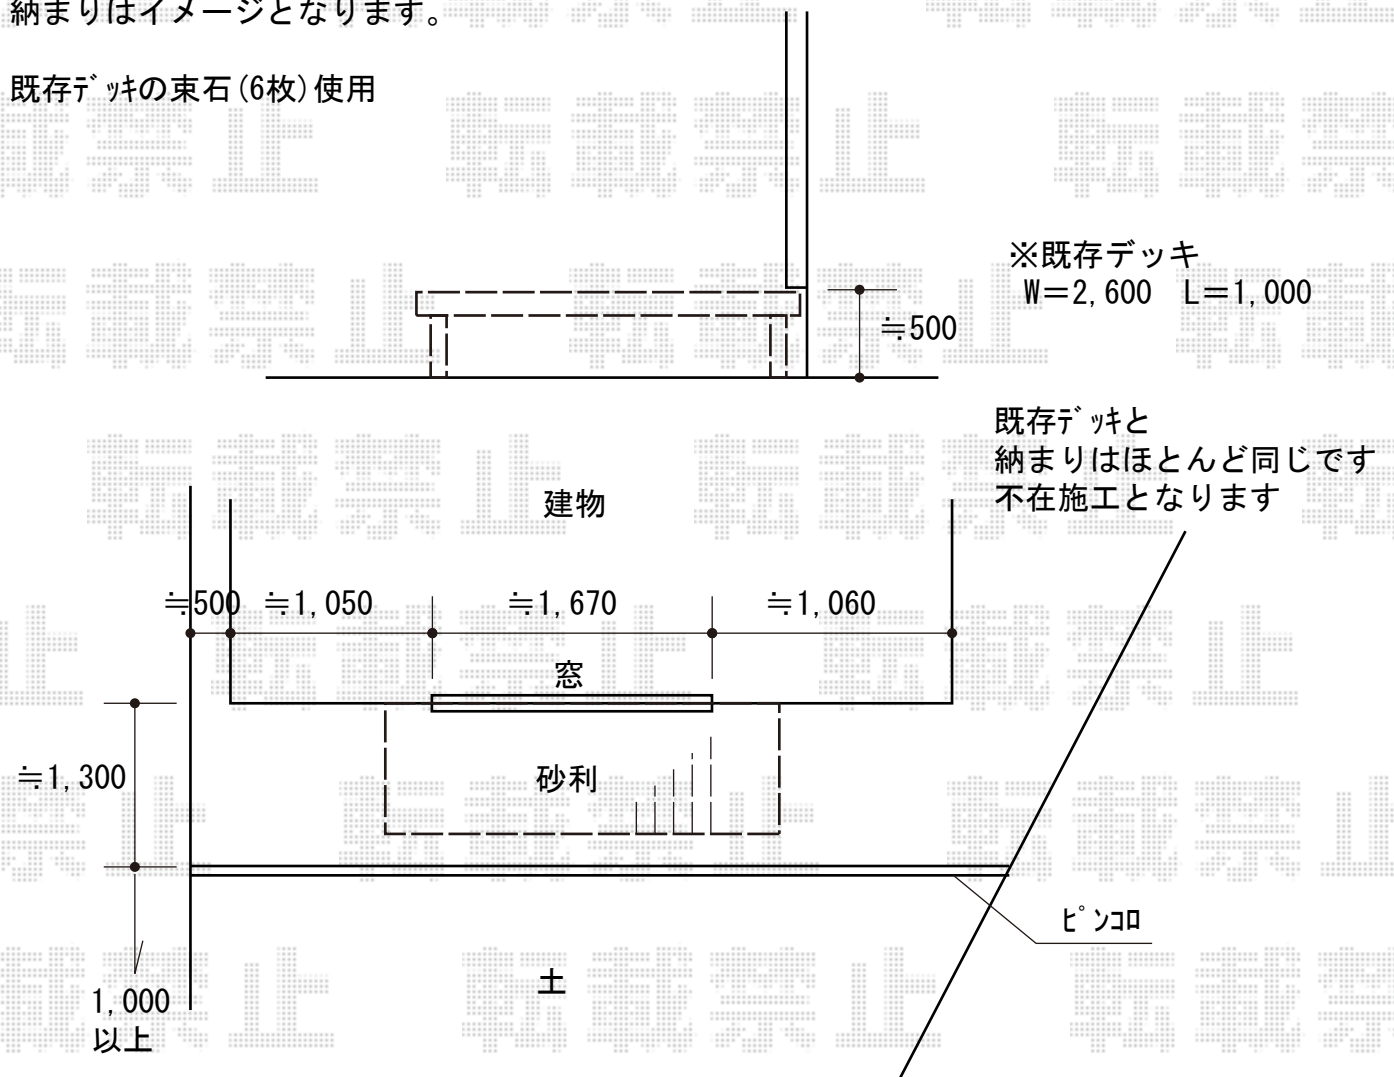 納まりはイメージとなります。
既存ﾃﾞｯｷの束石(6枚)使用
※既存デッキ
W＝2,600 L＝1,000
≒500
既存ﾃﾞｯｷと
納まりはほとんど同じです
不在施工となります
建物
≒500 ≒1,050 ≒1,670 ≒1,060
窓
≒1,300
砂利
ﾋﾟﾝｺﾛ
土
1,000
以上
転載禁止